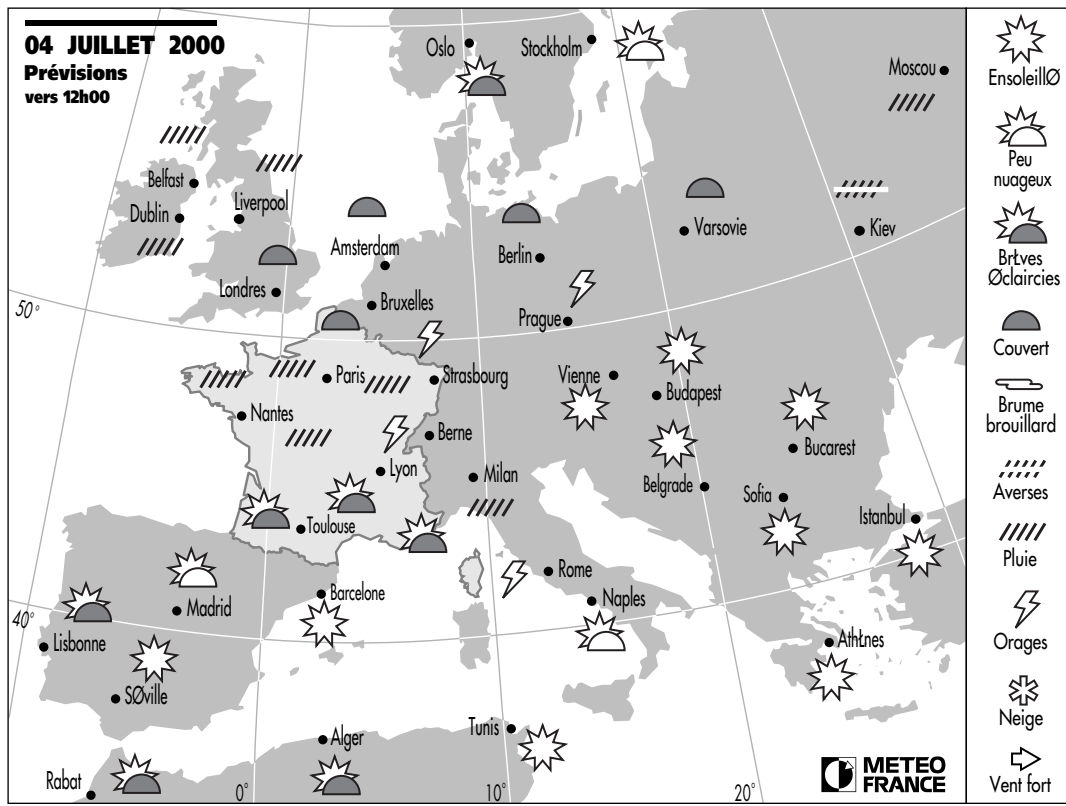 04 JUILLET 2000
Prévisions
vers 12h00
Oslo
Stockholm
Moscou
Belfast
Dublin
Liverpool
Amsterdam
Berlin
Varsovie
Kiev
Londres
Bruxelles
Prague
50°
Paris
Strasbourg
Vienne
Budapest
Nantes
Berne
Bucarest
Lyon
Milan
Belgrade
Sofia
Istanbul
Toulouse
Rome
Naples
Barcelone
Madrid
40°
Lisbonne
AthŁnes
SØville
Tunis
Alger
Rabat
0°
10°
20°
METEO
FRANCE
EnsoleillØ
Peu
nuageux
BrŁves
Øclaircies
Couvert
Brume
brouillard
Averses
Pluie
Orages
Neige
Vent fort